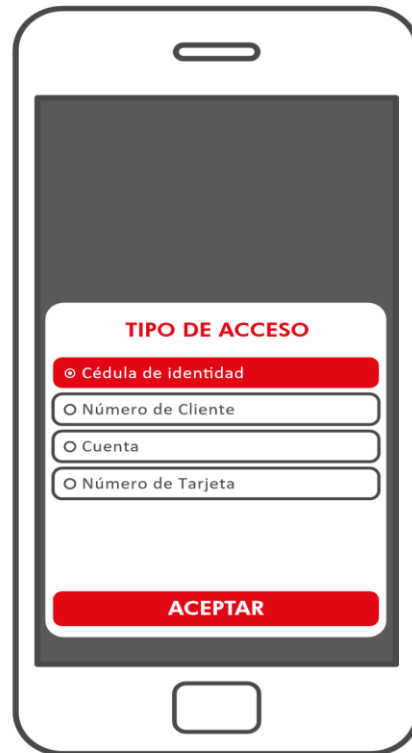 TIPO DE ACCESO
Cédula de identidad
Número de Cliente
Cuenta
Número de Tarjeta
ACEPTAR